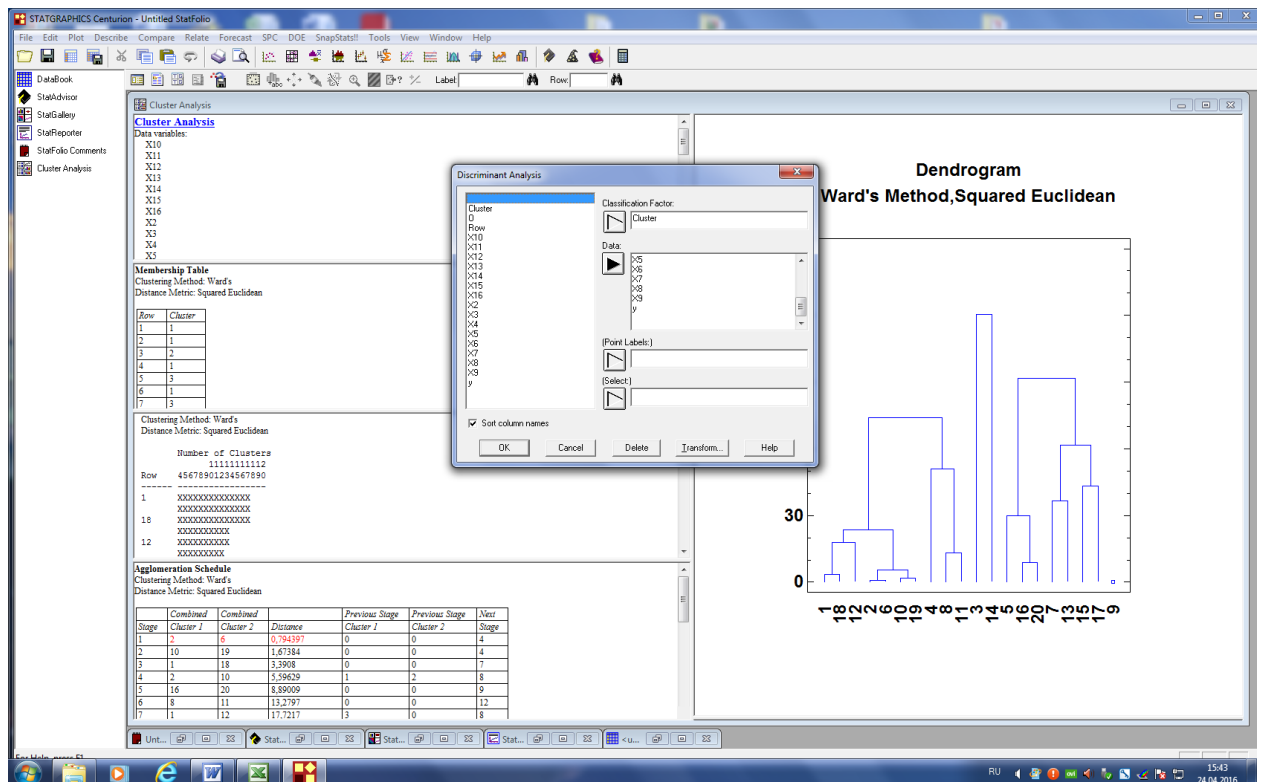 STATGRAPHICS Centurion - Untitled StatFolio
File Edit Plot Describe Compare Relate Forecast SPC DOE SnapStats!! Tools View Window Help
Label: Row:
DataBook
StatAdvisor
StatGallery
StatReporter
StatFolio Comments
Cluster Analysis
Cluster Analysis
Cluster Analysis
Data variables:
X10
X11
X12
X13
X14
X15
X16
X2
X3
X4
X5
Membership Table
Clustering Method: Ward's
Distance Metric: Squared Euclidean
Row Cluster
1 1
2 1
3 2
4 1
5 3
6 1
7 3
Clustering Method: Ward's
Distance Metric: Squared Euclidean
Number of Clusters
11111111112
Row 45678901234567890
------ -----------------
1 XXXXXXXXXXXXXX
XXXXXXXXXXXXXX
18 XXXXXXXXXXXXXX
XXXXXXXXXX
12 XXXXXXXXXX
XXXXXXXXX
Agglomeration Schedule
Clustering Method: Ward's
Distance Metric: Squared Euclidean
Combined Combined Previous Stage Previous Stage Next
Stage Cluster 1 Cluster 2 Distance Cluster 1 Cluster 2 Stage
1 2 6 0,794397 0 0 4
2 10 19 1,67384 0 0 4
3 1 18 3,3908 0 0 7
4 2 10 5,59629 1 2 8
5 16 20 8,89009 0 0 9
6 8 11 13,2797 0 0 12
7 1 12 17,7217 3 0 8
Discriminant Analysis
Cluster
O
Row
X10
X11
X12
X13
X14
X15
X16
X2
X3
X4
X5
X6
X7
X8
X9
y
Classification Factor:
Cluster
Data:
X5
X6
X7
X8
X9
y
(Point Labels:)
(Select:)
Sort column names
OK Cancel Delete Transform... Help
Dendrogram
Ward's Method,Squared Euclidean
30
0
1 18 12 2 6 10 19 4 8 11 3 14 5 16 20 7 13 15 17 9
Unt... Stat... Stat... Stat... <u...
For Help, press F1
RU 15:43
24.04.2016